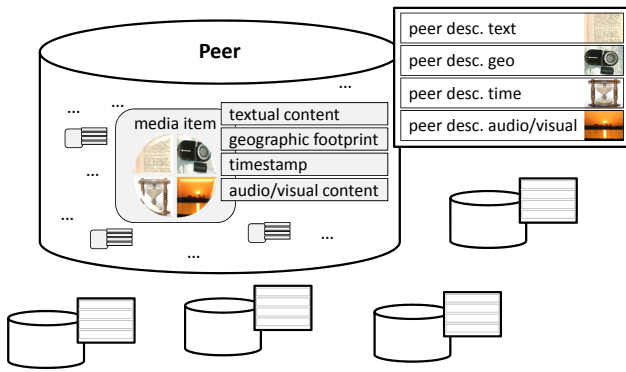 Peer
peer desc. text
peer desc. geo
peer desc. time
peer desc. audio/visual
...
...
...
media item
textual content
geographic footprint
timestamp
audio/visual content
...
...
...
...